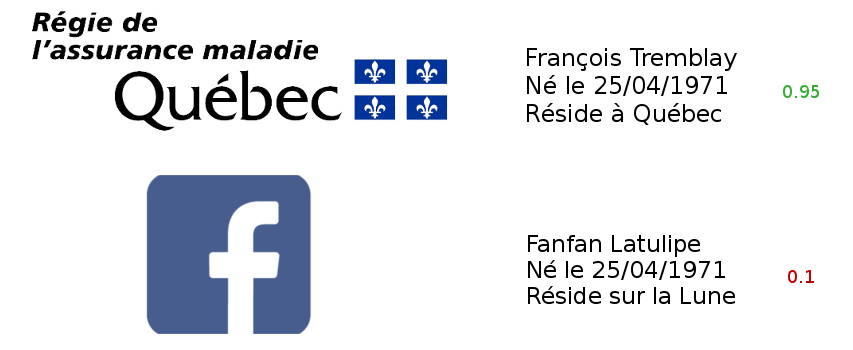 Régie de
l’assurance maladie
Québec
François Tremblay
Né le 25/04/1971
Réside à Québec
0.95
f
Fanfan Latulipe
Né le 25/04/1971
Réside sur la Lune
0.1